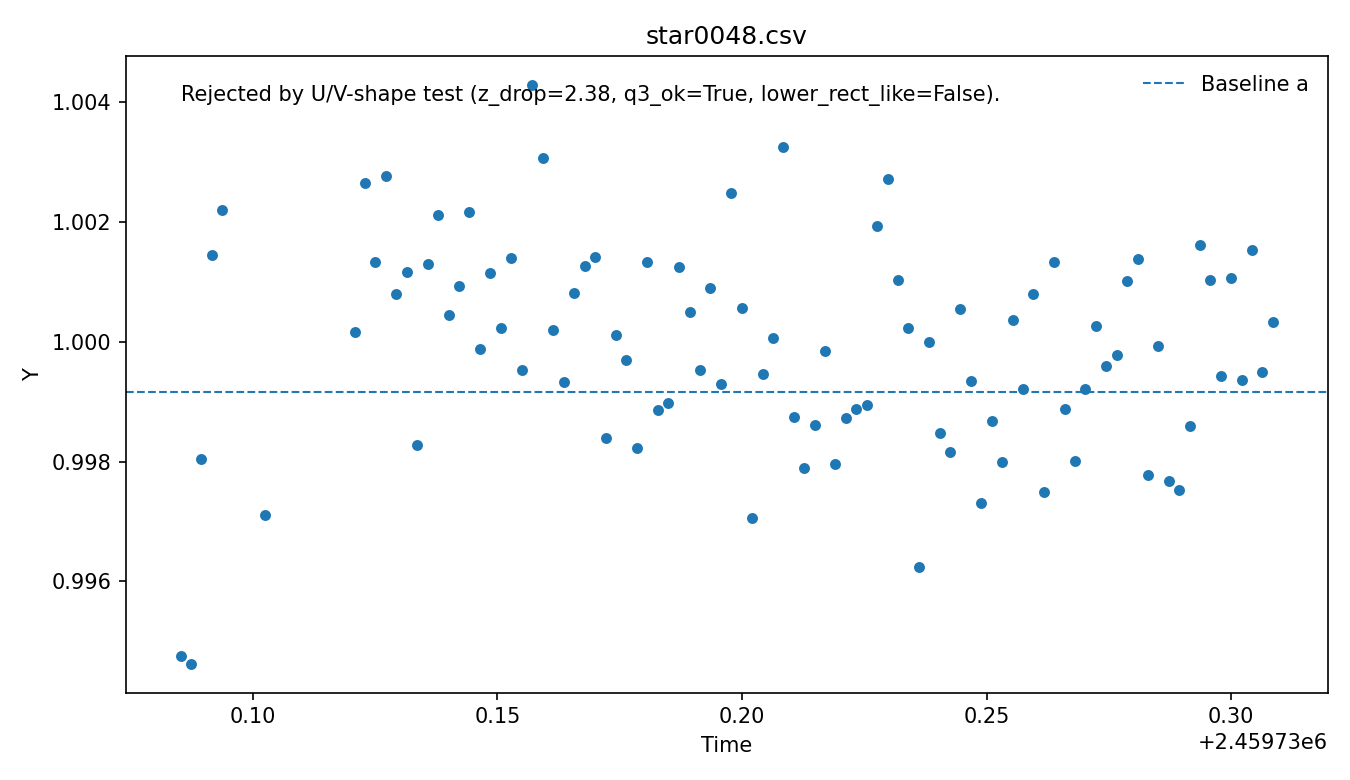 star0048.csv
Rejected by U/V-shape test (z_drop=2.38, q3_ok=True, lower_rect_like=False).
Baseline a
1.004
1.002
1.000
0.998
0.996
Y
0.10 0.15 0.20 0.25 0.30
Time
+2.45973e6